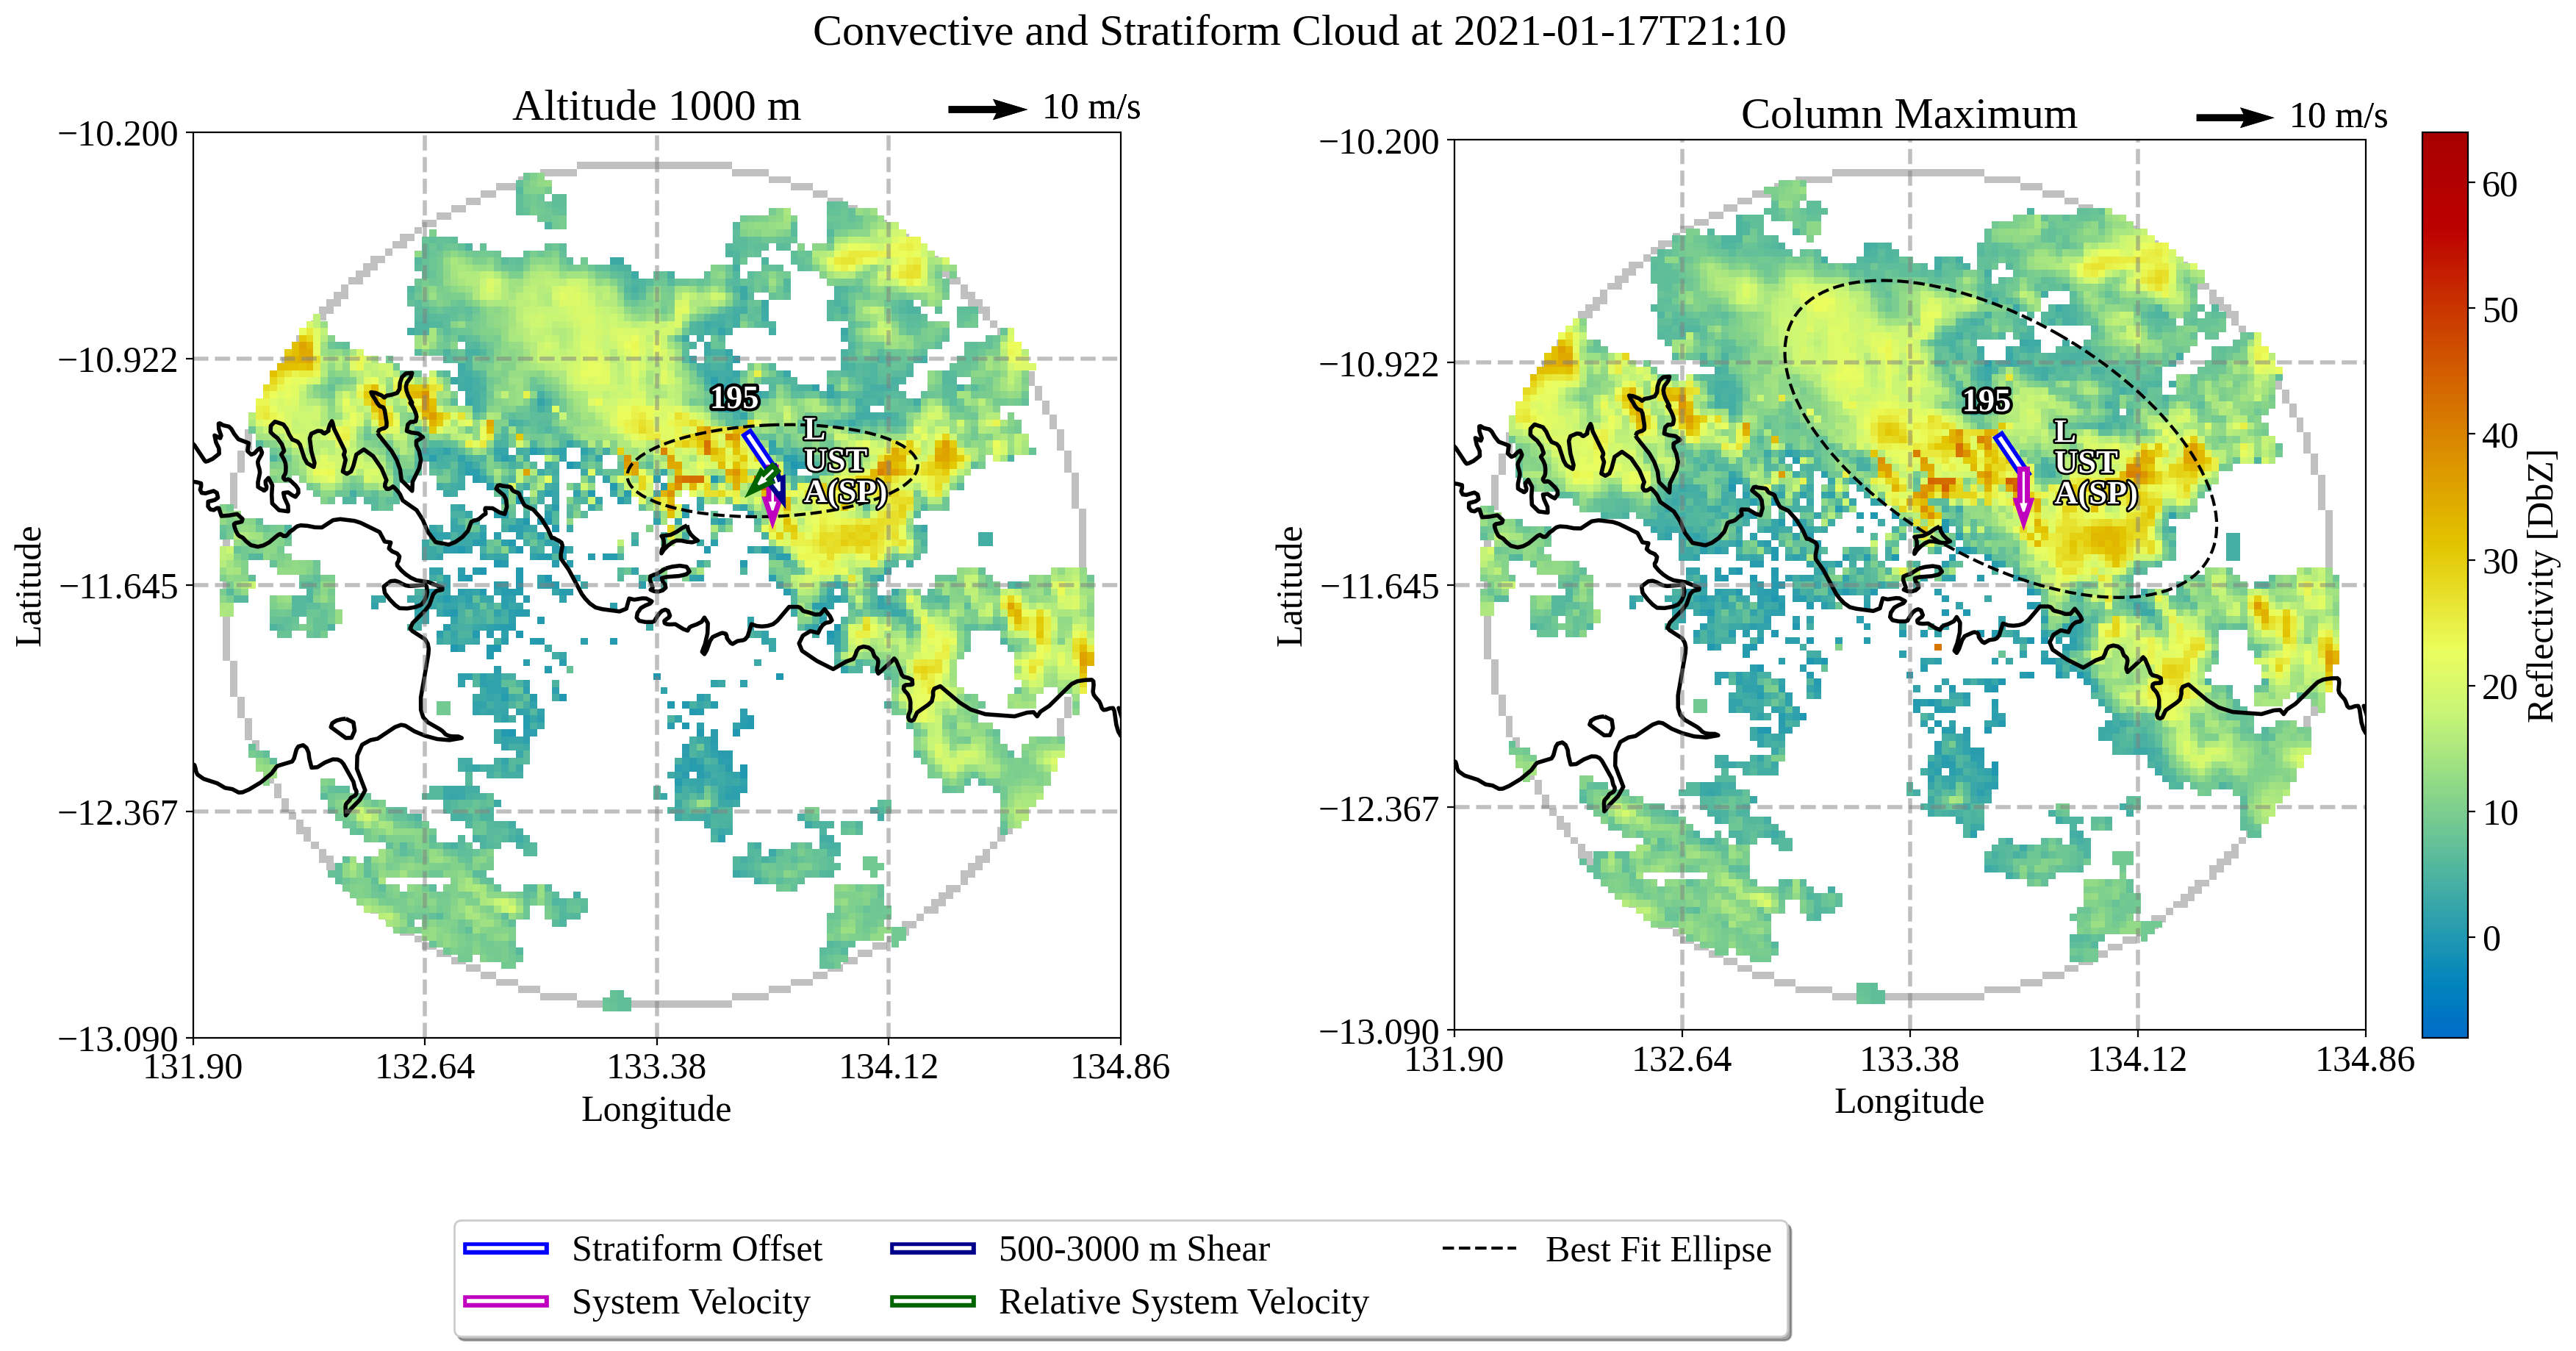 Convective and Stratiform Cloud at 2021-01-17T21:10
Altitude 1000 m
10 m/s
−10.200
−10.922
−11.645
−12.367
−13.090
131.90
132.64
133.38
134.12
134.86
Latitude
Longitude
195
L
UST
A(SP)
Column Maximum
10 m/s
−10.200
−10.922
−11.645
−12.367
−13.090
131.90
132.64
133.38
134.12
134.86
Latitude
Longitude
195
L
UST
A(SP)
60
50
40
30
20
10
0
Reflectivity [DbZ]
Stratiform Offset
System Velocity
500-3000 m Shear
Relative System Velocity
Best Fit Ellipse